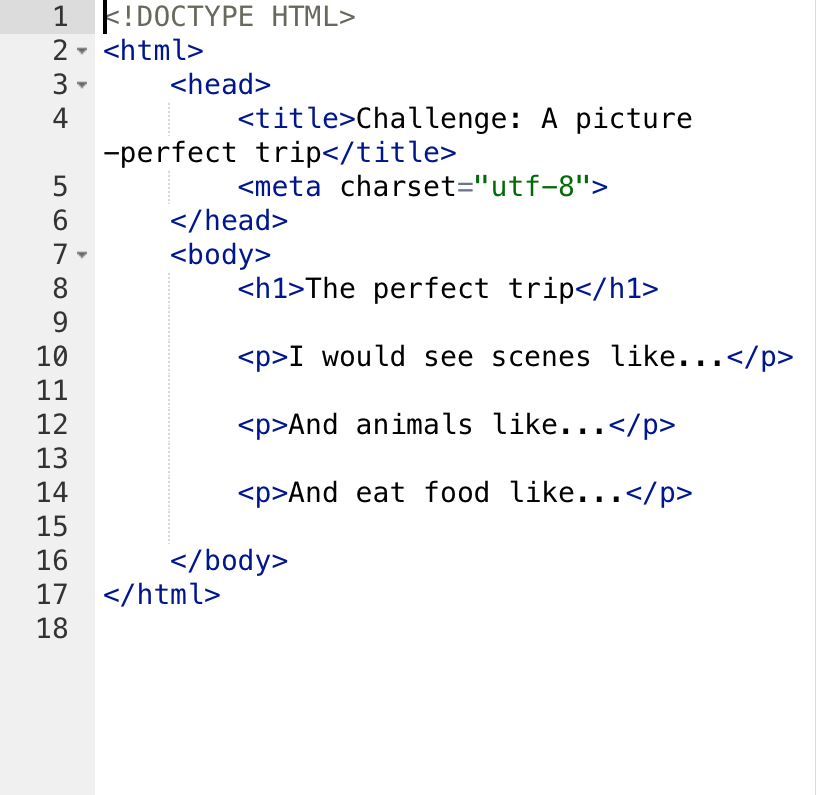 1 <!DOCTYPE HTML>
2 <html>
3     <head>
4         <title>Challenge: A picture
-perfect trip</title>
5         <meta charset="utf-8">
6     </head>
7     <body>
8         <h1>The perfect trip</h1>
9
10         <p>I would see scenes like...</p>
11
12         <p>And animals like...</p>
13
14         <p>And eat food like...</p>
15
16     </body>
17 </html>
18